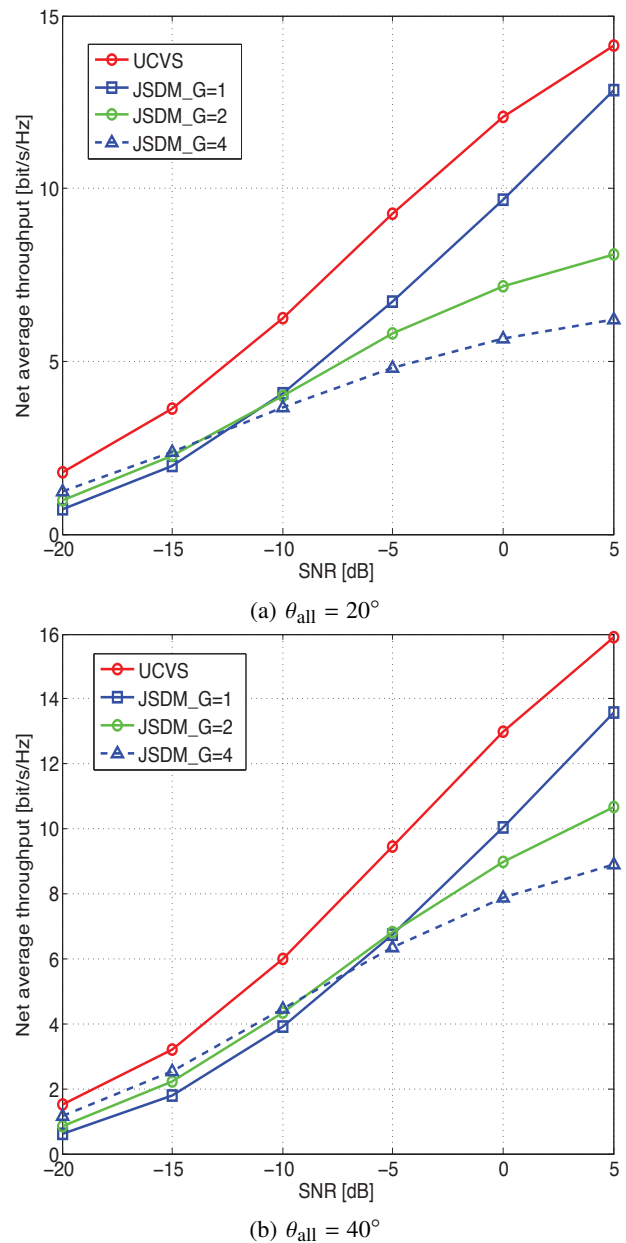 15
10
5
0
Net average throughput [bit/s/Hz]
UCVS
JSDM_G=1
JSDM_G=2
JSDM_G=4
−20 −15 −10 −5 0 5
SNR [dB]
(a) θall = 20°
16
14
12
10
8
6
4
2
0
Net average throughput [bit/s/Hz]
UCVS
JSDM_G=1
JSDM_G=2
JSDM_G=4
−20 −15 −10 −5 0 5
SNR [dB]
(b) θall = 40°